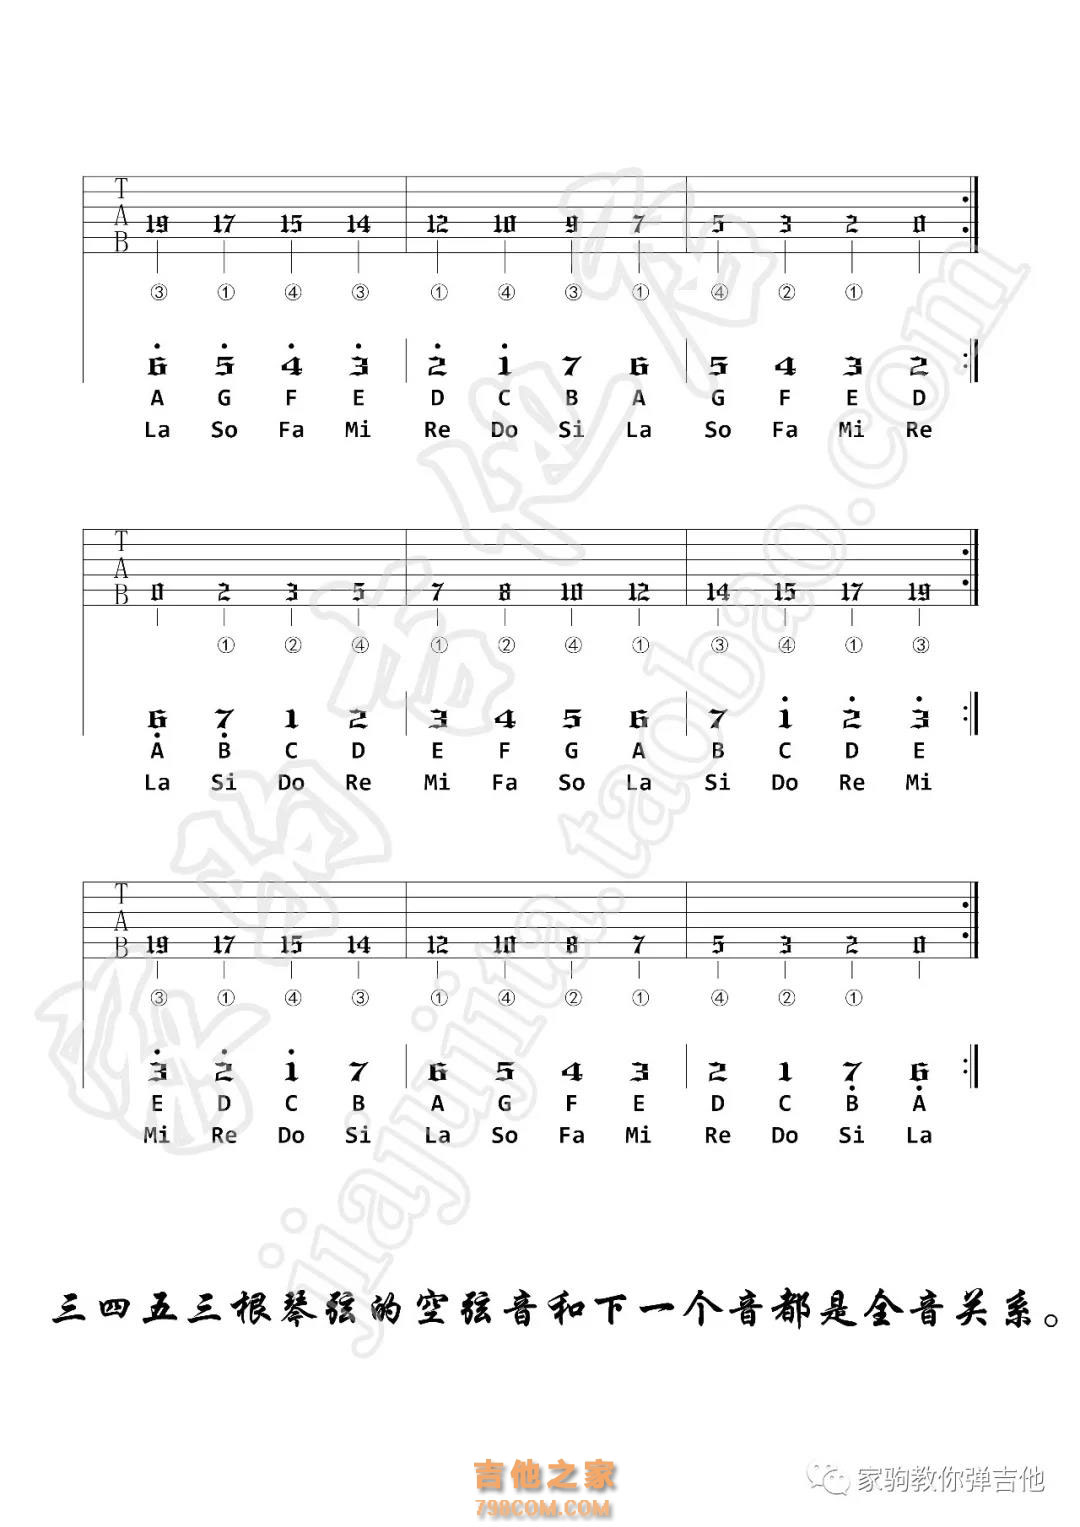 T
A 19 17 15 14 12 10 9 7 5 3 2 0
B
③ ① ④ ③ ① ④ ③ ① ④ ② ①
6̇ 5̇ 4̇ 3̇ 2̇ 1̇ 7 6 5 4 3 2 :
A G F E D C B A G F E D
La So Fa Mi Re Do Si La So Fa Mi Re
T
A
B 0 2 3 5 7 8 10 12 14 15 17 19
① ② ④ ① ② ④ ① ③ ④ ① ③
6̣ 7̣ 1 2 3 4 5 6 7 1̇ 2̇ 3̇ :
A B C D E F G A B C D E
La Si Do Re Mi Fa So La Si Do Re Mi
T
A
B 19 17 15 14 12 10 8 7 5 3 2 0
③ ① ④ ③ ① ④ ② ① ④ ② ①
3̇ 2̇ 1̇ 7 6 5 4 3 2 1 7̣ 6̣ :
E D C B A G F E D C B A
Mi Re Do Si La So Fa Mi Re Do Si La
家驹吉他谱
jiajujita.taobao.com
三四五三根琴弦的空弦音和下一个音都是全音关系。
吉他之家
798COM.COM
家驹教你弹吉他